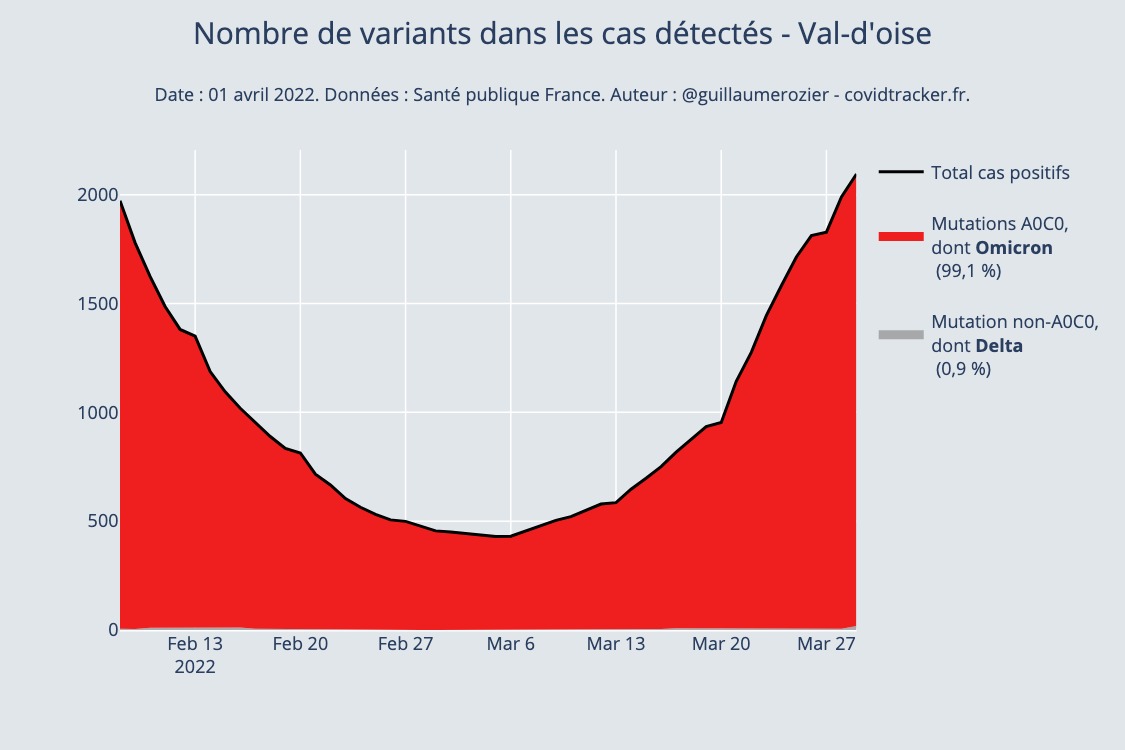 Nombre de variants dans les cas détectés - Val-d'oise
Date : 01 avril 2022. Données : Santé publique France. Auteur : @guillaumerozier - covidtracker.fr.
2000
1500
1000
500
0
Feb 13
2022
Feb 20
Feb 27
Mar 6
Mar 13
Mar 20
Mar 27
Total cas positifs
Mutations A0C0,
dont Omicron
(99,1 %)
Mutation non-A0C0,
dont Delta
(0,9 %)